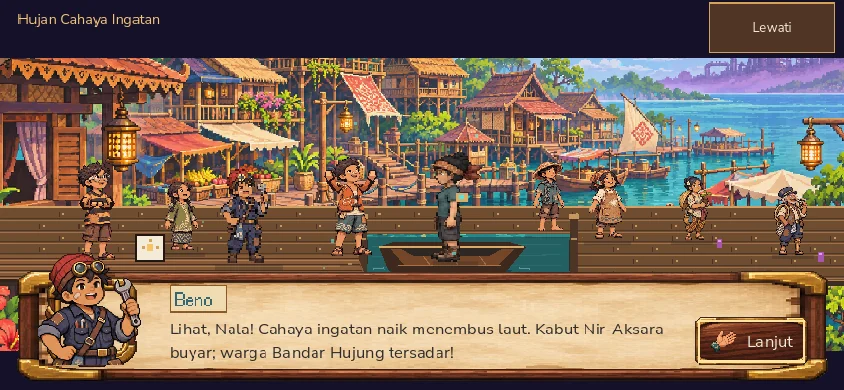 Hujan Cahaya Ingatan
Lewati
Beno
Lihat, Nala! Cahaya ingatan naik menembus laut. Kabut Nir-Aksara
buyar; warga Bandar Hujung tersadar!
Lanjut